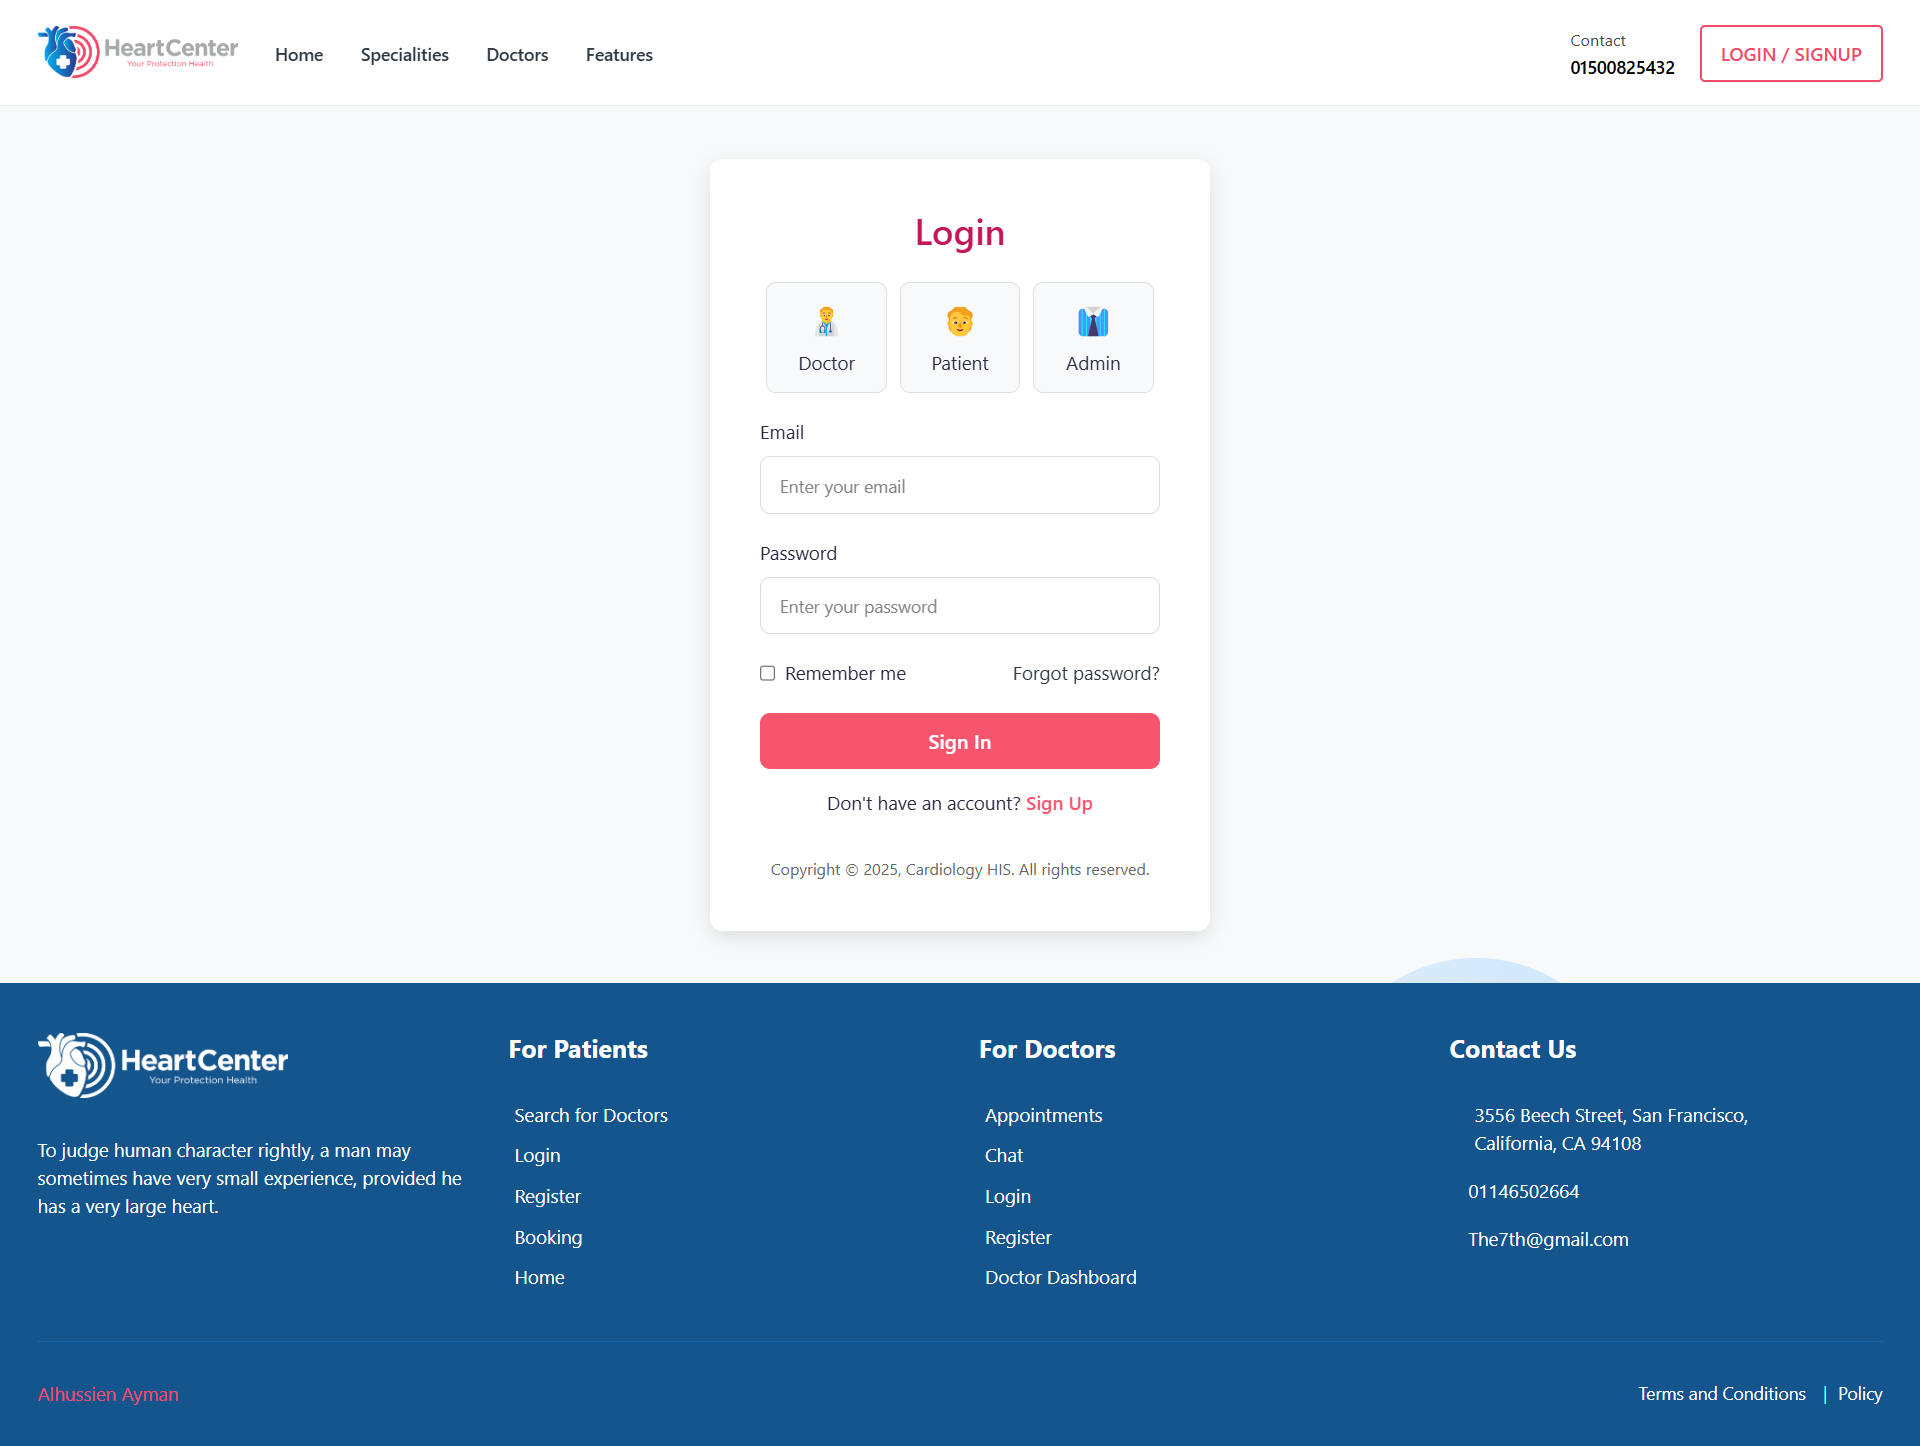 HeartCenter
Your Protection Health
Home
Specialities
Doctors
Features
Contact
01500825432
LOGIN / SIGNUP
Login
Doctor
Patient
Admin
Email
Enter your email
Password
Enter your password
Remember me
Forgot password?
Sign In
Don't have an account? Sign Up
Copyright © 2025, Cardiology HIS. All rights reserved.
HeartCenter
Your Protection Health
To judge human character rightly, a man may
sometimes have very small experience, provided he
has a very large heart.
For Patients
Search for Doctors
Login
Register
Booking
Home
For Doctors
Appointments
Chat
Login
Register
Doctor Dashboard
Contact Us
3556 Beech Street, San Francisco,
California, CA 94108
01146502664
The7th@gmail.com
Alhussien Ayman
Terms and Conditions | Policy